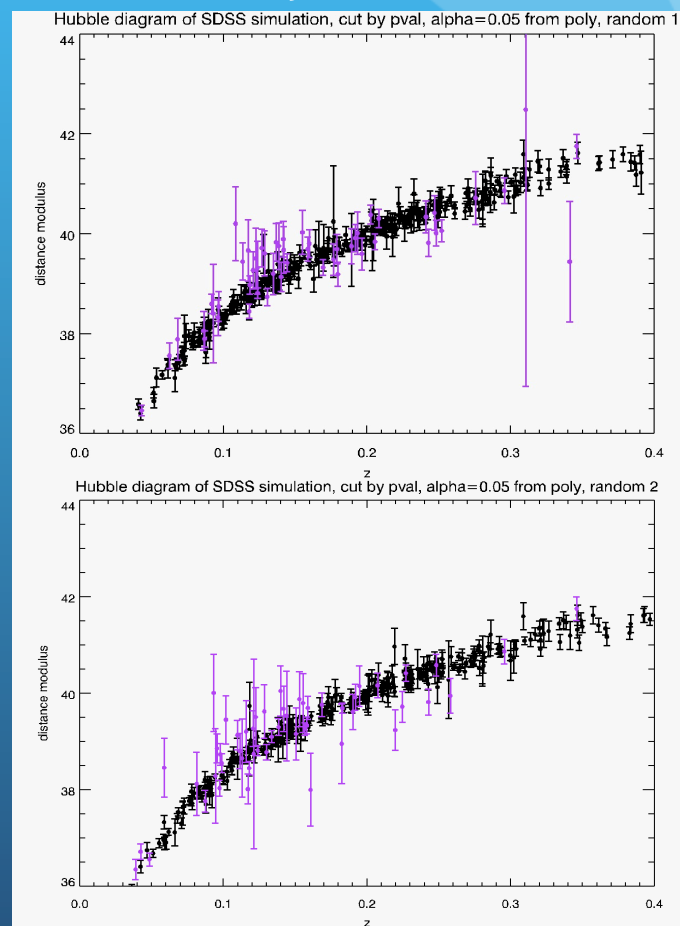 Hubble diagram of SDSS simulation, cut by pval, alpha=0.05 from poly, random 1
44
42
40
38
36
distance modulus
0.0 0.1 0.2 0.3 0.4
z
Hubble diagram of SDSS simulation, cut by pval, alpha=0.05 from poly, random 2
44
42
40
38
36
distance modulus
0.0 0.1 0.2 0.3 0.4
z